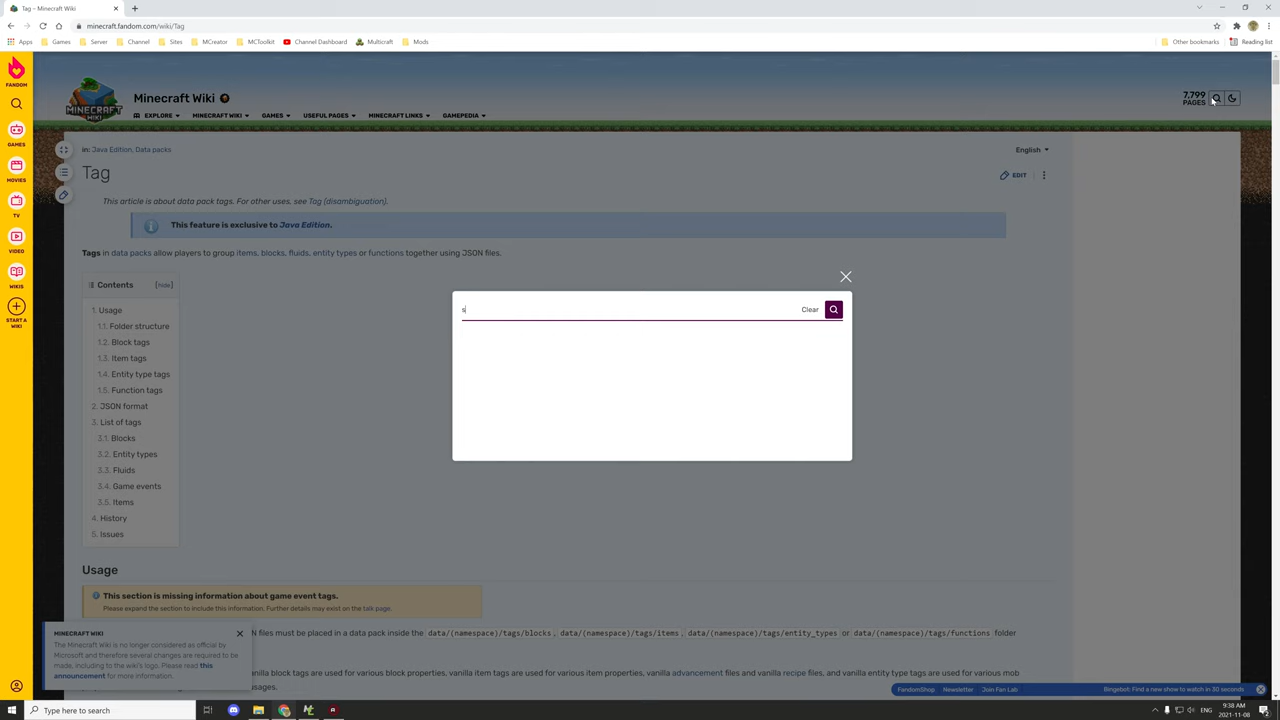 Tag – Minecraft Wiki
minecraft.fandom.com/wiki/Tag
Apps Games Server Channel Sites MCreator MCToolkit Channel Dashboard Multicraft Mods Other bookmarks Reading list
FANDOM
GAMES
MOVIES
TV
VIDEO
WIKIS
START A
WIKI
MINECRAFT
WIKI
Minecraft Wiki
7,799
PAGES
EXPLORE MINECRAFT WIKI GAMES USEFUL PAGES MINECRAFT LINKS GAMEPEDIA
in: Java Edition, Data packs
English
Tag
EDIT
This article is about data pack tags. For other uses, see Tag (disambiguation).
This feature is exclusive to Java Edition.
Tags in data packs allow players to group items, blocks, fluids, entity types or functions together using JSON files.
Contents [hide]
1. Usage
1.1. Folder structure
1.2. Block tags
1.3. Item tags
1.4. Entity type tags
1.5. Function tags
2. JSON format
3. List of tags
3.1. Blocks
3.2. Entity types
3.3. Fluids
3.4. Game events
3.5. Items
4. History
5. Issues
s
Clear
Usage
This section is missing information about game event tags.
Please expand the section to include this information. Further details may exist on the talk page.
ON files must be placed in a data pack inside the data/(namespace)/tags/blocks, data/(namespace)/tags/items, data/(namespace)/tags/entity_types or data/(namespace)/tags/functions folder
vanilla block tags are used for various block properties, vanilla item tags are used for various item properties, vanilla advancement files and vanilla recipe files, and vanilla entity type tags are used for various mob
usages.
MINECRAFT WIKI
The Minecraft Wiki is no longer considered as official by
Microsoft and therefore several changes are required to be
made, including to the wiki's logo. Please read this
announcement for more information.
FandomShop Newsletter Join Fan Lab Bingebot: Find a new show to watch in 30 seconds
Type here to search
ENG
9:38 AM
2021-11-08